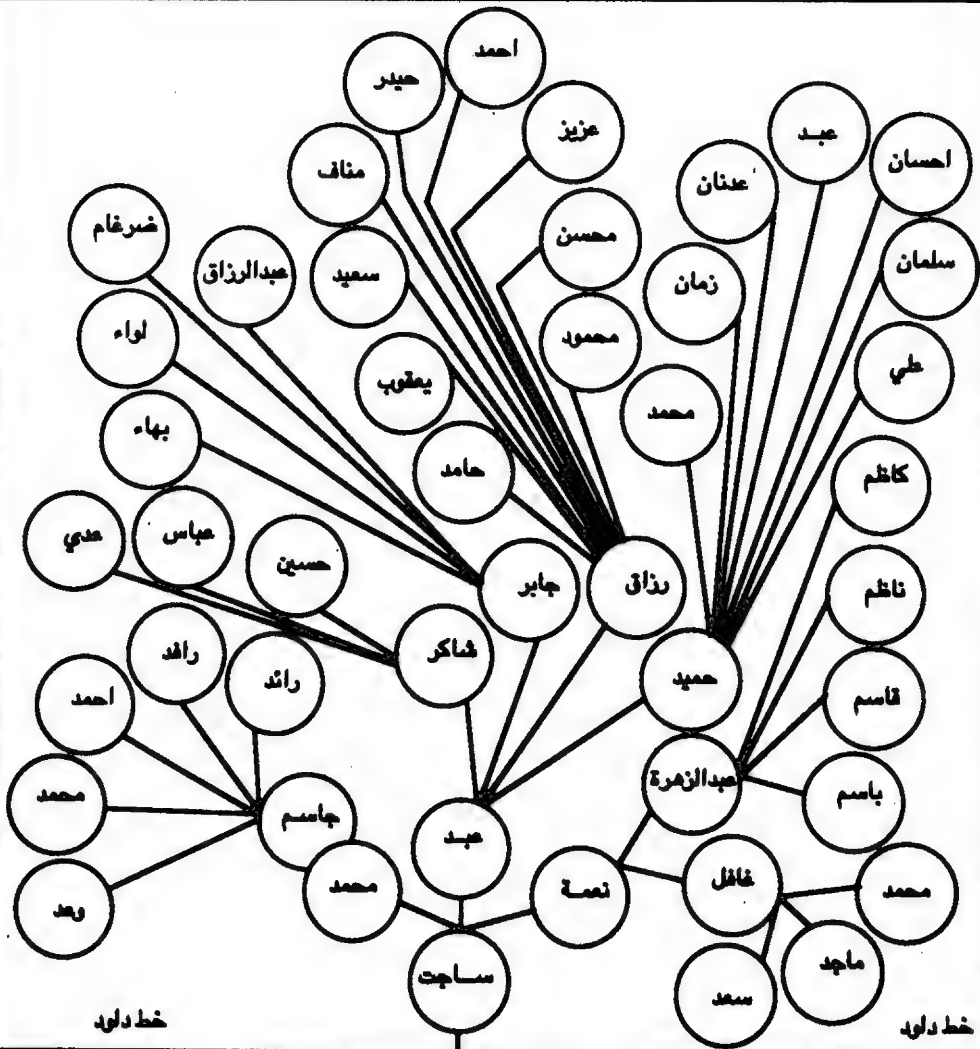 احمد
حيدر
عزيز
عبد
احسان
مناف
عدنان
محسن
ضرغام
عبدالرزاق
سعيد
زمان
سلمان
لواء
محمود
يعقوب
علي
محمد
بهاء
حامد
كاظم
عدي
عباس
حسين
جابر
رزاق
ناظم
شاكر
حميد
رافد
رائد
احمد
قاسم
عبدالزهرة
باسم
محمد
جاسم
عبد
محمد
نعمة
غافل
محمد
وعد
ساجت
ماجد
سعد
خط داود
خط داود